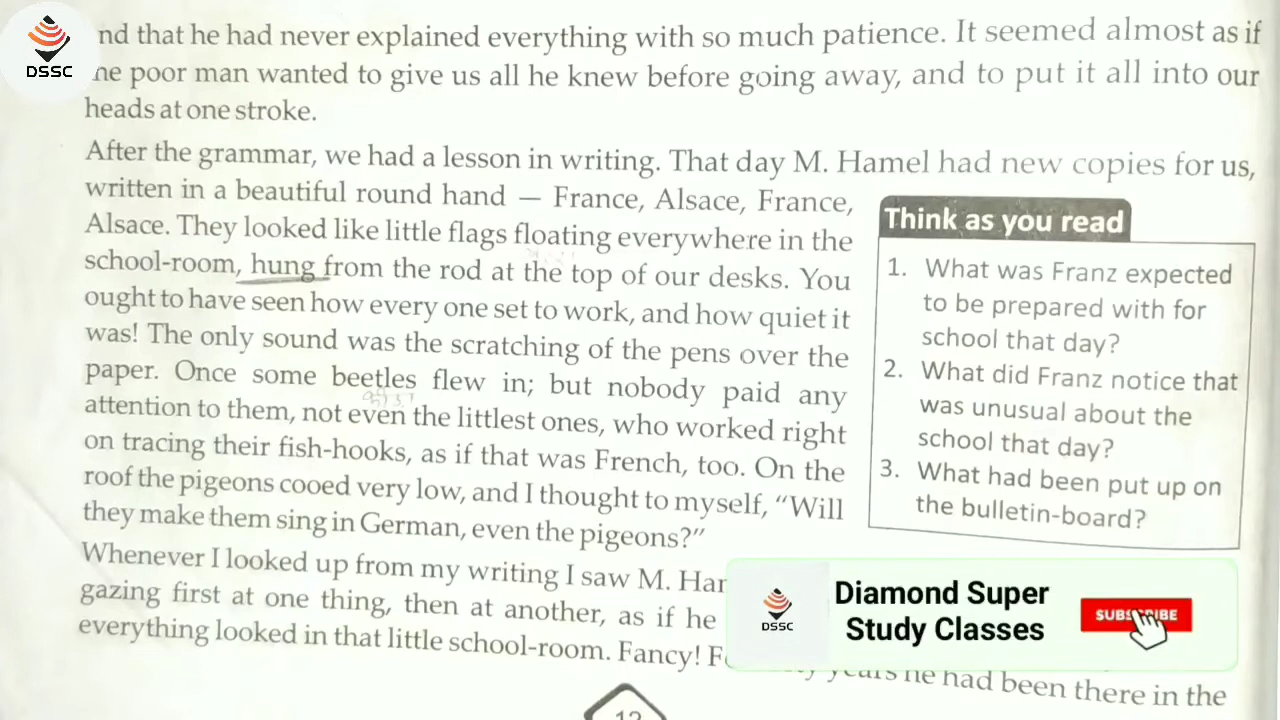 DSSC
nd that he had never explained everything with so much patience. It seemed almost as if
he poor man wanted to give us all he knew before going away, and to put it all into our
heads at one stroke.
After the grammar, we had a lesson in writing. That day M. Hamel had new copies for us,
written in a beautiful round hand — France, Alsace, France,
Alsace. They looked like little flags floating everywhere in the
school-room, hung from the rod at the top of our desks. You
ought to have seen how every one set to work, and how quiet it
was! The only sound was the scratching of the pens over the
paper. Once some beetles flew in; but nobody paid any
attention to them, not even the littlest ones, who worked right
on tracing their fish-hooks, as if that was French, too. On the
roof the pigeons cooed very low, and I thought to myself, “Will
they make them sing in German, even the pigeons?”
Whenever I looked up from my writing I saw M. Har
gazing first at one thing, then at another, as if he
everything looked in that little school-room. Fancy! F
years he had been there in the
Think as you read
1. What was Franz expected
to be prepared with for
school that day?
2. What did Franz notice that
was unusual about the
school that day?
3. What had been put up on
the bulletin-board?
DSSC
Diamond Super
Study Classes
SUBSCRIBE